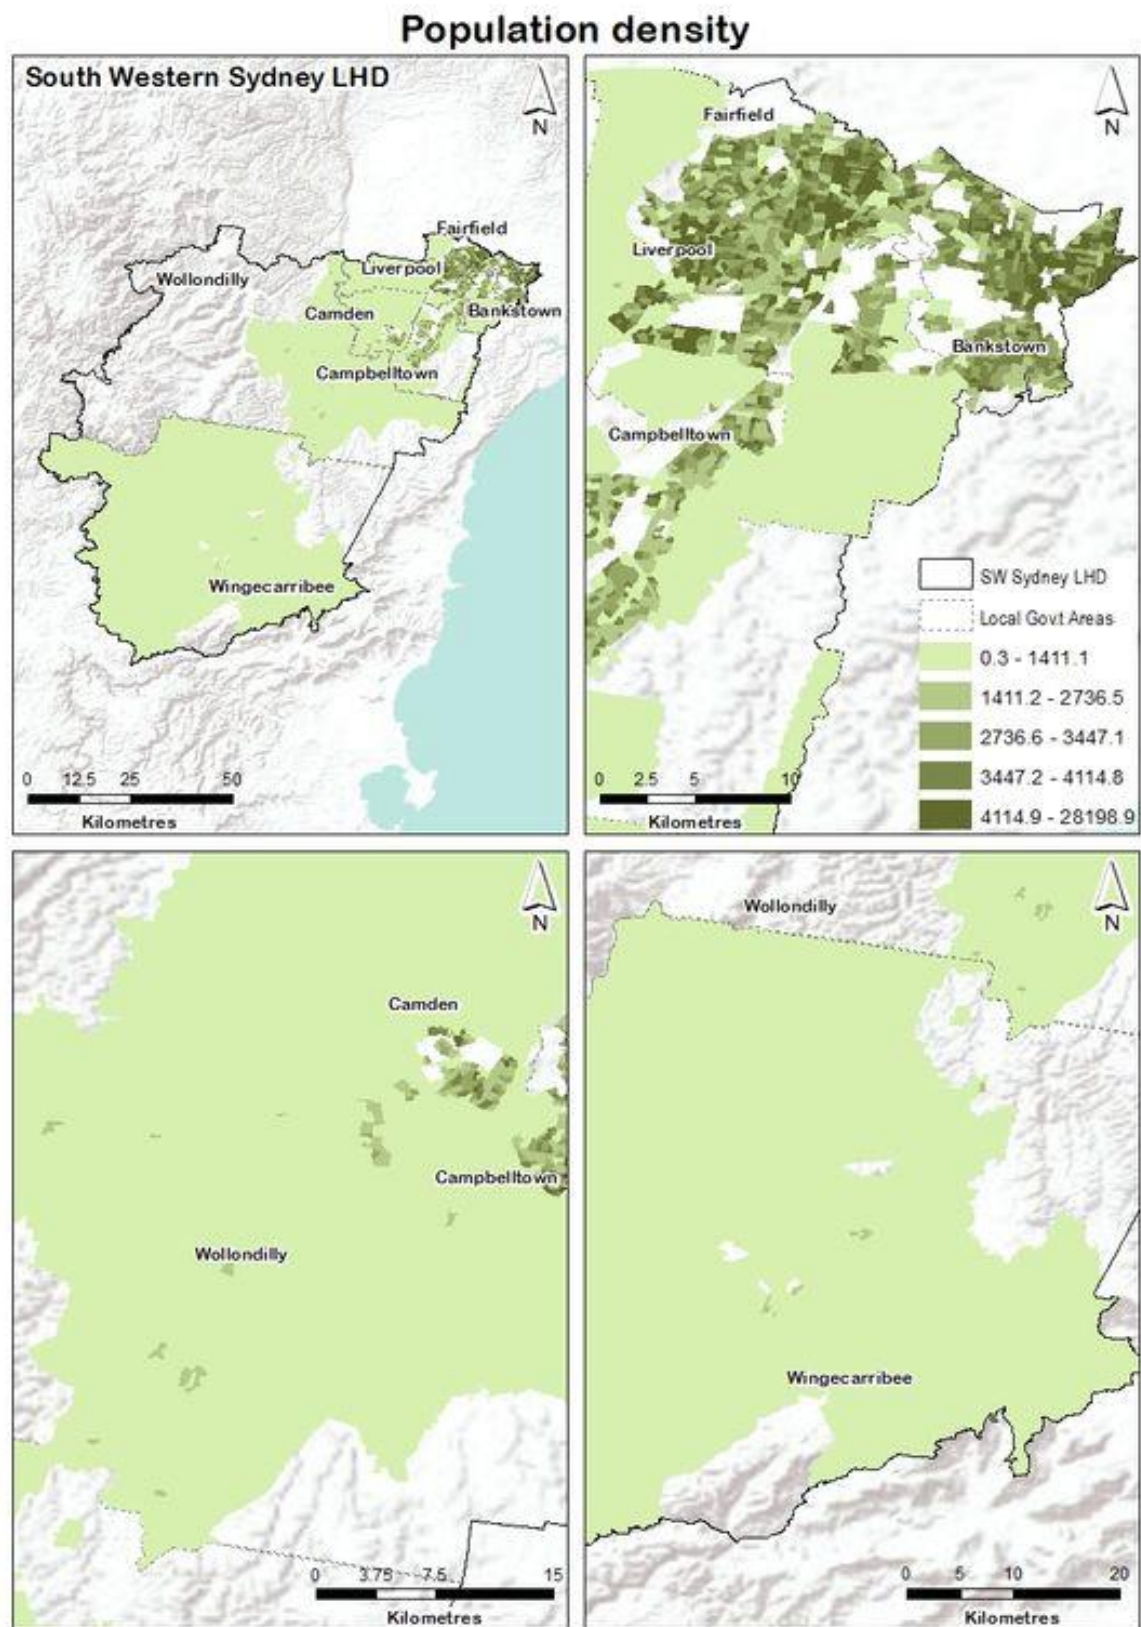 Population density
South Western Sydney LHD
N
Fairfield
Liverpool
Wollondilly
Camden
Bankstown
Campbelltown
Wingecarribee
0 12.5 25 50
Kilometres
N
Fairfield
Liverpool
Bankstown
Campbelltown
SW Sydney LHD
Local Govt Areas
0.3 - 1411.1
1411.2 - 2736.5
2736.6 - 3447.1
3447.2 - 4114.8
4114.9 - 28198.9
0 2.5 5 10
Kilometres
N
Camden
Campbelltown
Wollondilly
0 3.75 7.5 15
Kilometres
N
Wollondilly
Wingecarribee
0 5 10 20
Kilometres